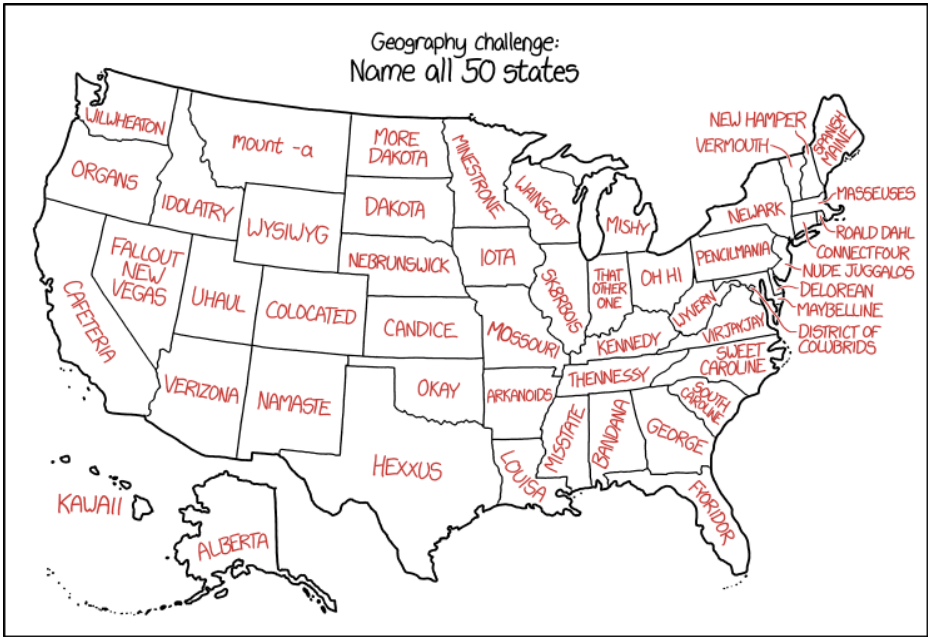 Geography challenge:
Name all 50 states
WILWHEATON
mount -a
MORE
DAKOTA
MINESTRONE
NEW HAMPER
VERMOUTH
SPANISH
MAINE
ORGANS
IDOLATRY
WYSIWYG
DAKOTA
WAINSCOT
MISHY
NEWARK
MASSEUSES
ROALD DAHL
CONNECTFOUR
FALLOUT
NEW
VEGAS
NEBRUNSWICK
IOTA
SK8RBOIS
THAT
OTHER
ONE
OH HI
PENCILMANIA
NUDE JUGGALOS
DELOREAN
MAYBELLINE
DISTRICT OF
COLUBRIDS
CAFETERIA
UHAUL
COLOCATED
CANDICE
MOSSOURI
KENNEDY
WYVERN
VIRJAYJAY
VERIZONA
NAMASTE
OKAY
ARKANOIDS
THENNESSY
SWEET
CAROLINE
SOUTH
CAROLINE
HEXXUS
LOUISA
MISSTATE
BANDANA
GEORGE
FYORIDOR
KAWAII
ALBERTA